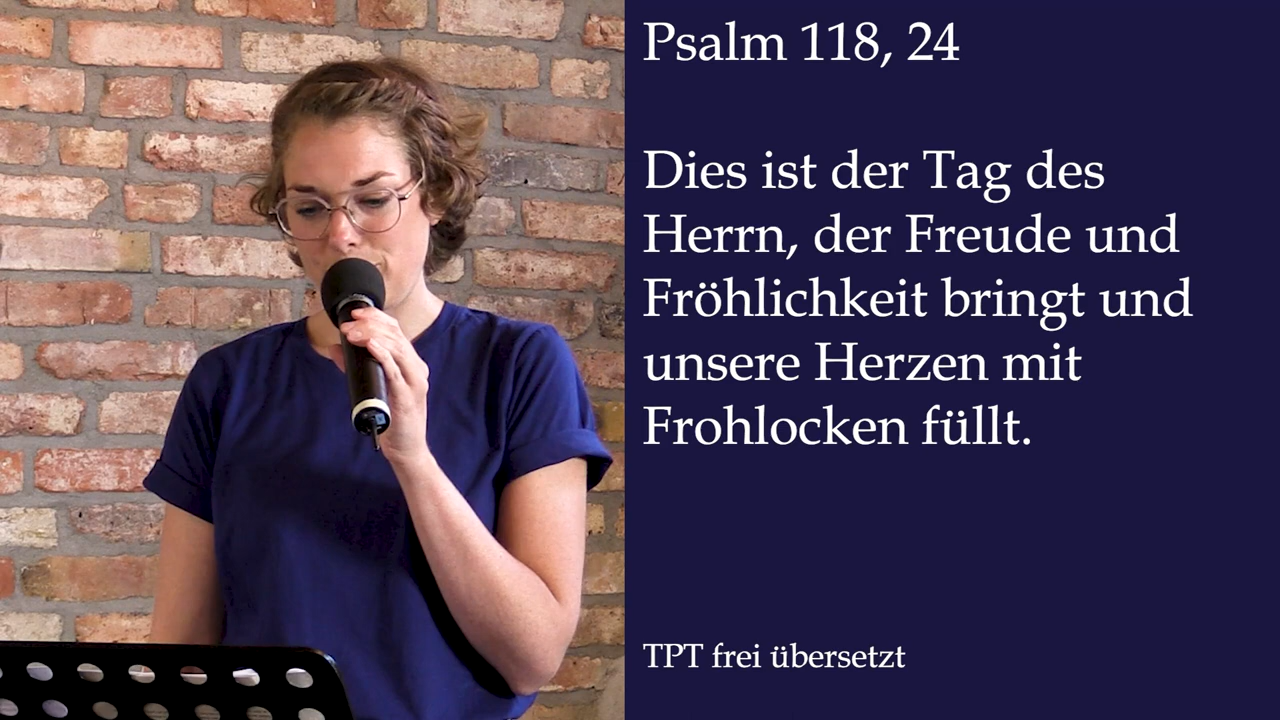 Psalm 118, 24
Dies ist der Tag des
Herrn, der Freude und
Fröhlichkeit bringt und
unsere Herzen mit
Frohlocken füllt.
TPT frei übersetzt